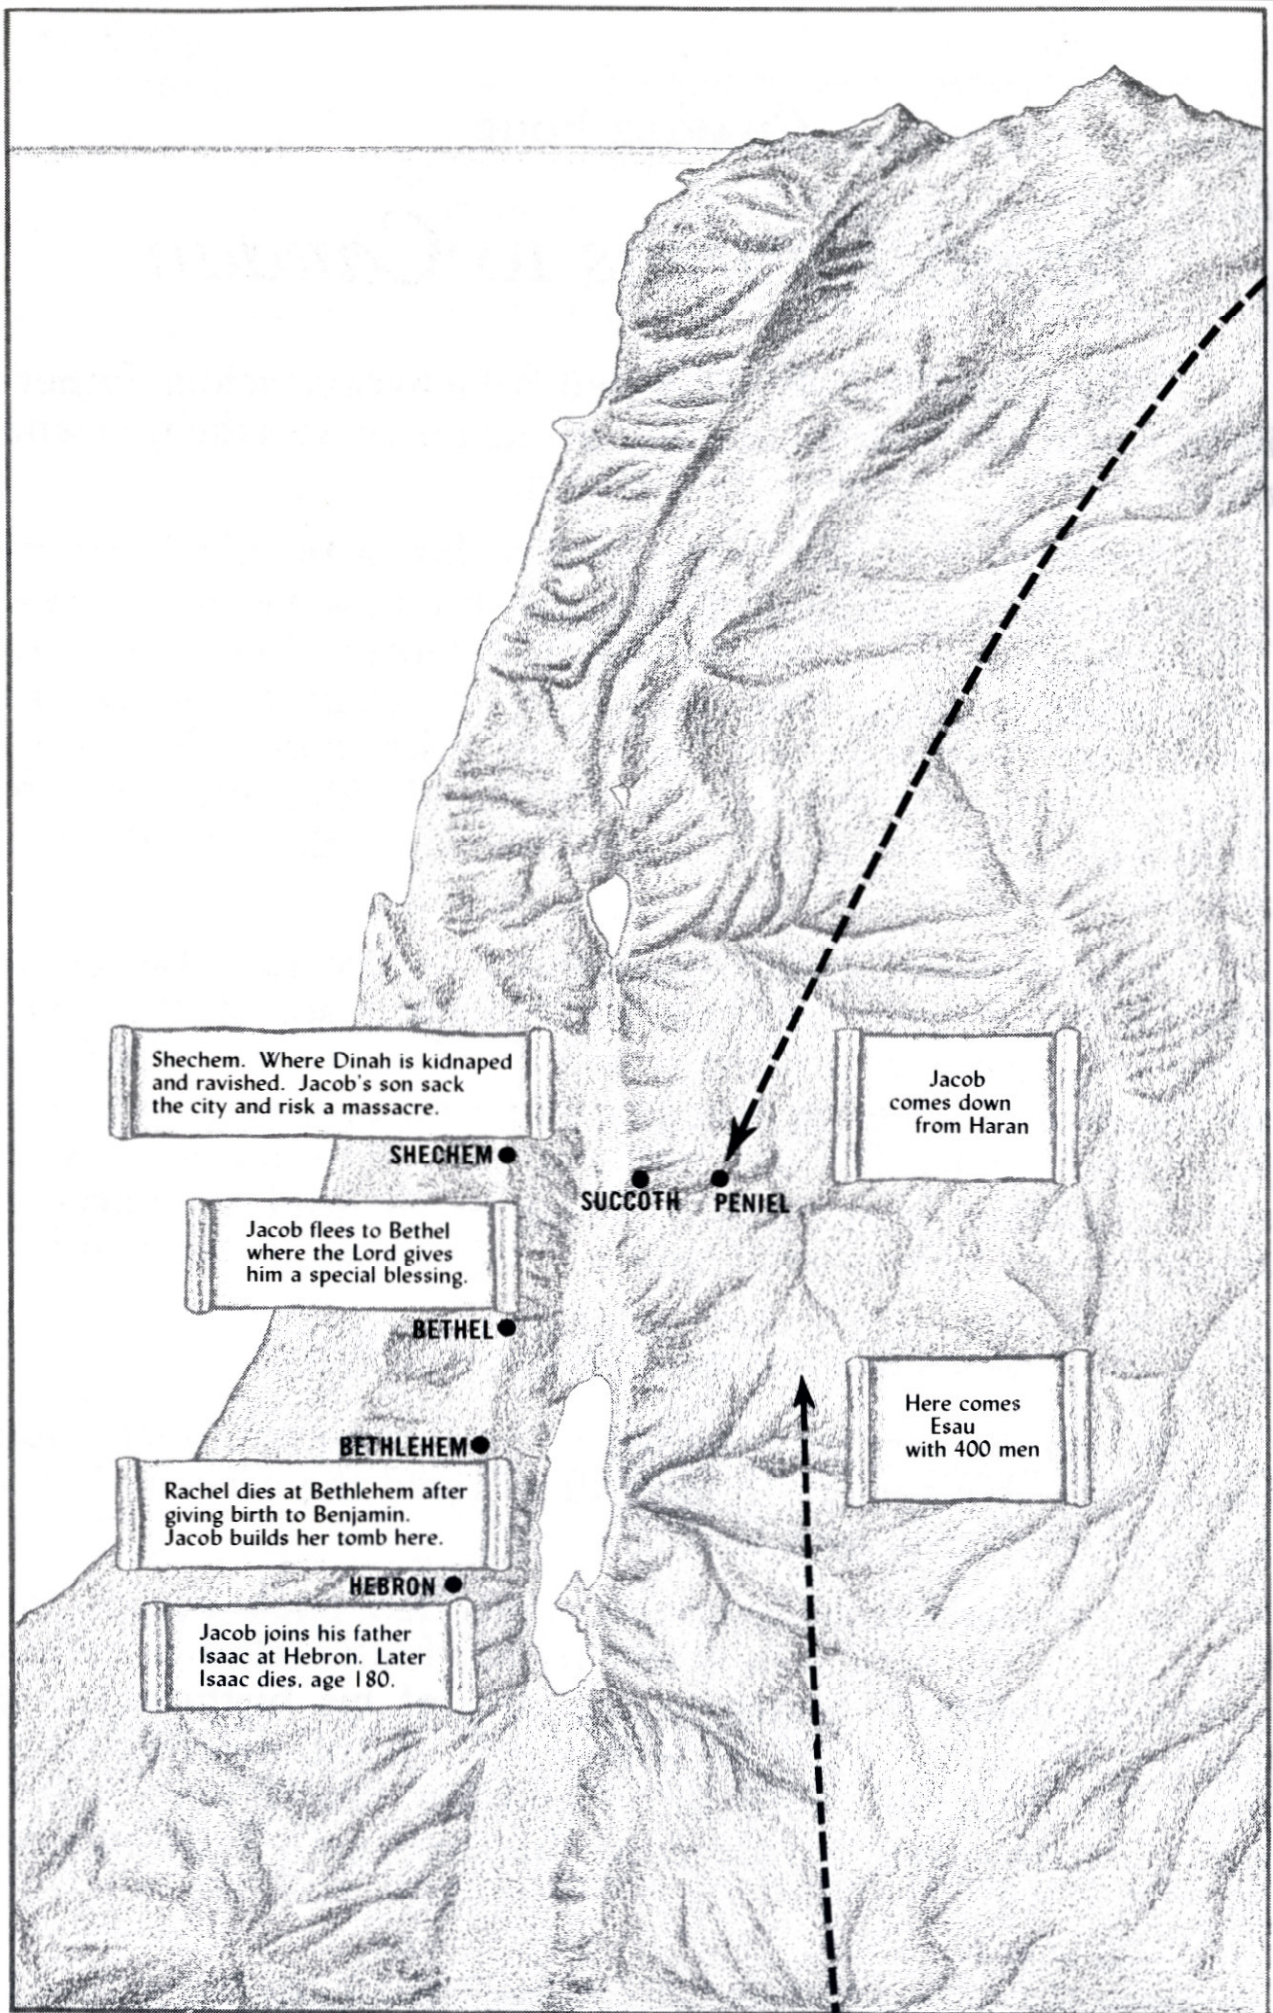 Shechem. Where Dinah is kidnaped
and ravished. Jacob's son sack
the city and risk a massacre.
SHECHEM
Jacob
comes down
from Haran
SUCCOTH
PENIEL
Jacob flees to Bethel
where the Lord gives
him a special blessing.
BETHEL
Here comes
Esau
with 400 men
BETHLEHEM
Rachel dies at Bethlehem after
giving birth to Benjamin.
Jacob builds her tomb here.
HEBRON
Jacob joins his father
Isaac at Hebron. Later
Isaac dies, age 180.